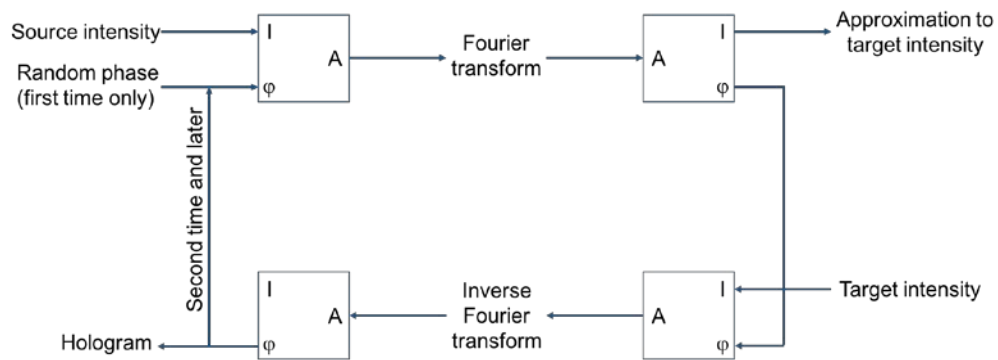 Source intensity
I
A
φ
Random phase
(first time only)
Fourier
transform
A
I
φ
Approximation to
target intensity
Second time and later
I
A
φ
Hologram
Inverse
Fourier
transform
A
I
φ
Target intensity